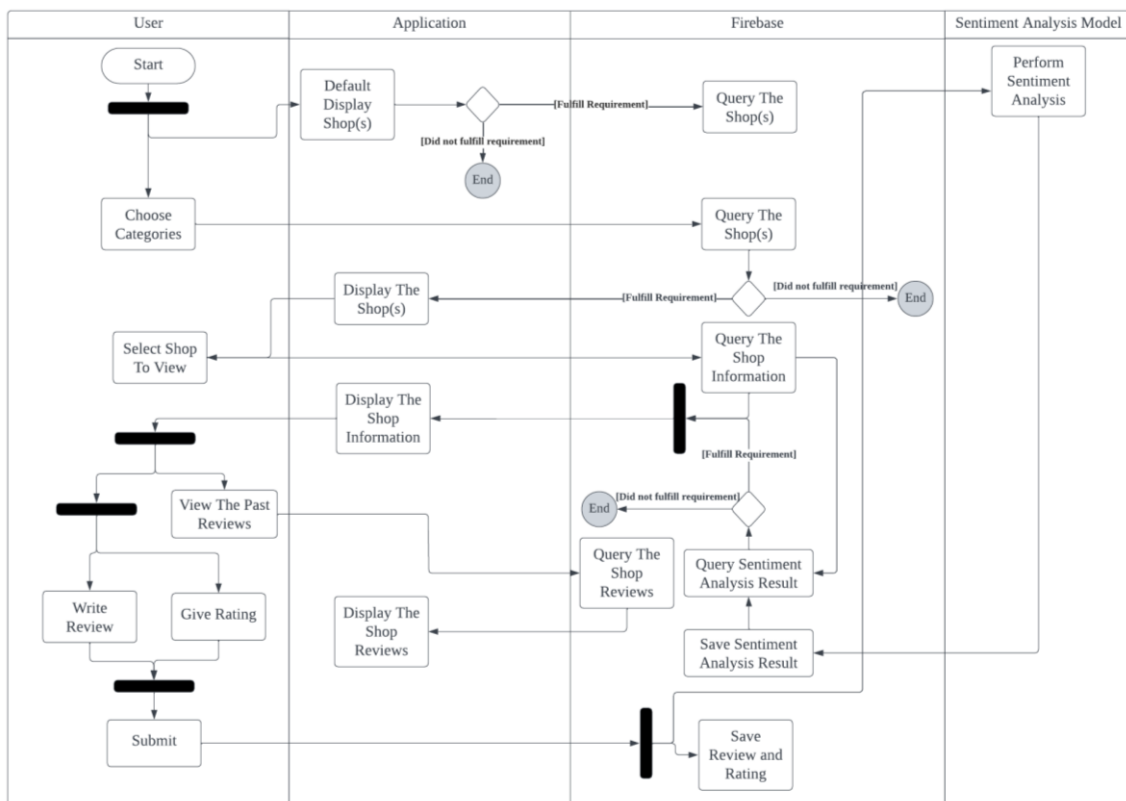 User
Application
Firebase
Sentiment Analysis Model
Start
Default
Display
Shop(s)
[Fulfill Requirement]
Query The
Shop(s)
Perform
Sentiment
Analysis
[Did not fulfill requirement]
End
Choose
Categories
Query The
Shop(s)
Display The
Shop(s)
[Fulfill Requirement]
[Did not fulfill requirement]
End
Select Shop
To View
Query The
Shop
Information
Display The
Shop
Information
[Fulfill Requirement]
View The Past
Reviews
End
[Did not fulfill requirement]
Query The
Shop
Reviews
Query Sentiment
Analysis Result
Write
Review
Give Rating
Display The
Shop
Reviews
Save Sentiment
Analysis Result
Submit
Save
Review and
Rating